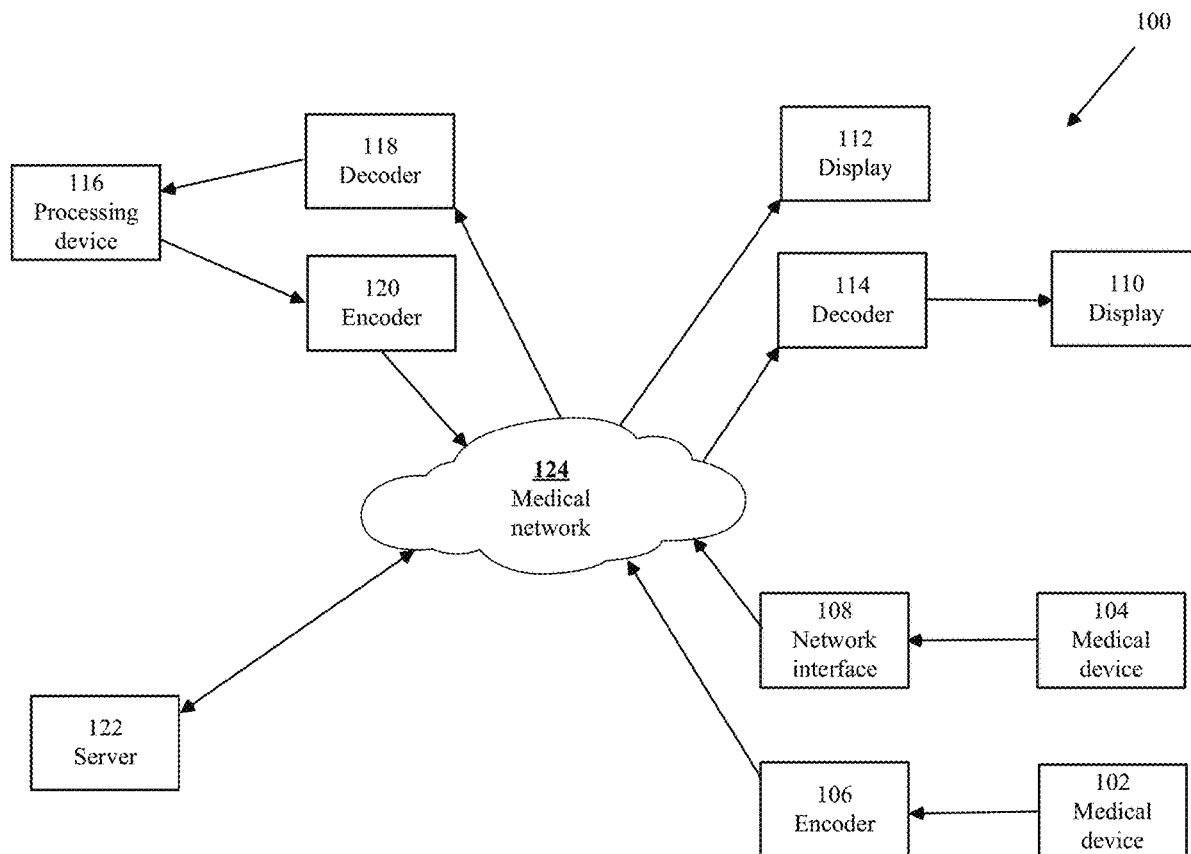 100
118
Decoder
112
Display
116
Processing
device
120
Encoder
114
Decoder
110
Display
124
Medical
network
108
Network
interface
104
Medical
device
122
Server
106
Encoder
102
Medical
device